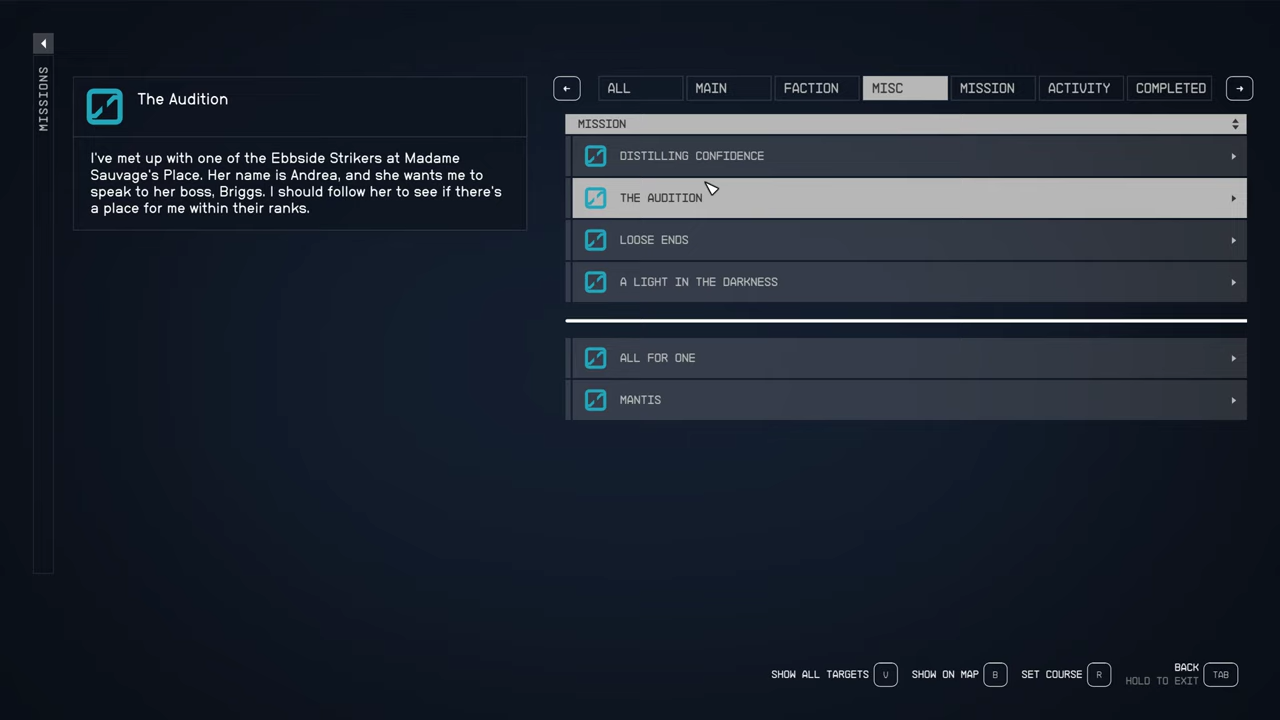 MISSIONS
The Audition
I've met up with one of the Ebbside Strikers at Madame
Sauvage's Place. Her name is Andrea, and she wants me to
speak to her boss, Briggs. I should follow her to see if there's
a place for me within their ranks.
ALL MAIN FACTION MISC MISSION ACTIVITY COMPLETED
MISSION
DISTILLING CONFIDENCE
THE AUDITION
LOOSE ENDS
A LIGHT IN THE DARKNESS
ALL FOR ONE
MANTIS
SHOW ALL TARGETS V SHOW ON MAP B SET COURSE R BACK TAB
HOLD TO EXIT